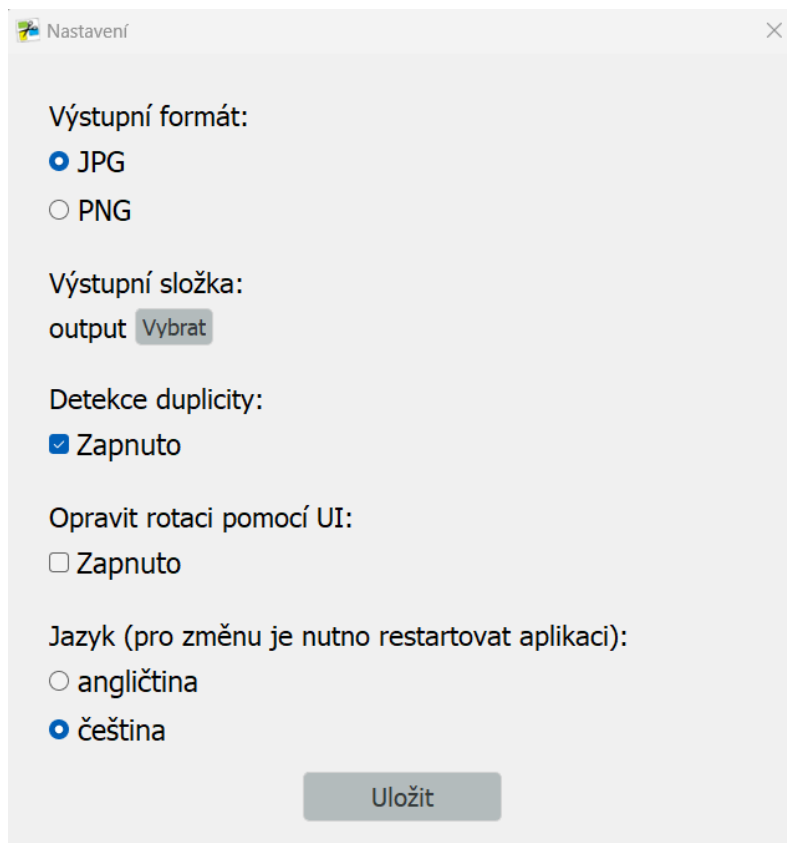 Nastavení
Výstupní formát:
JPG
PNG
Výstupní složka:
output Vybrat
Detekce duplicity:
Zapnuto
Opravit rotaci pomocí UI:
Zapnuto
Jazyk (pro změnu je nutno restartovat aplikaci):
angličtina
čeština
Uložit